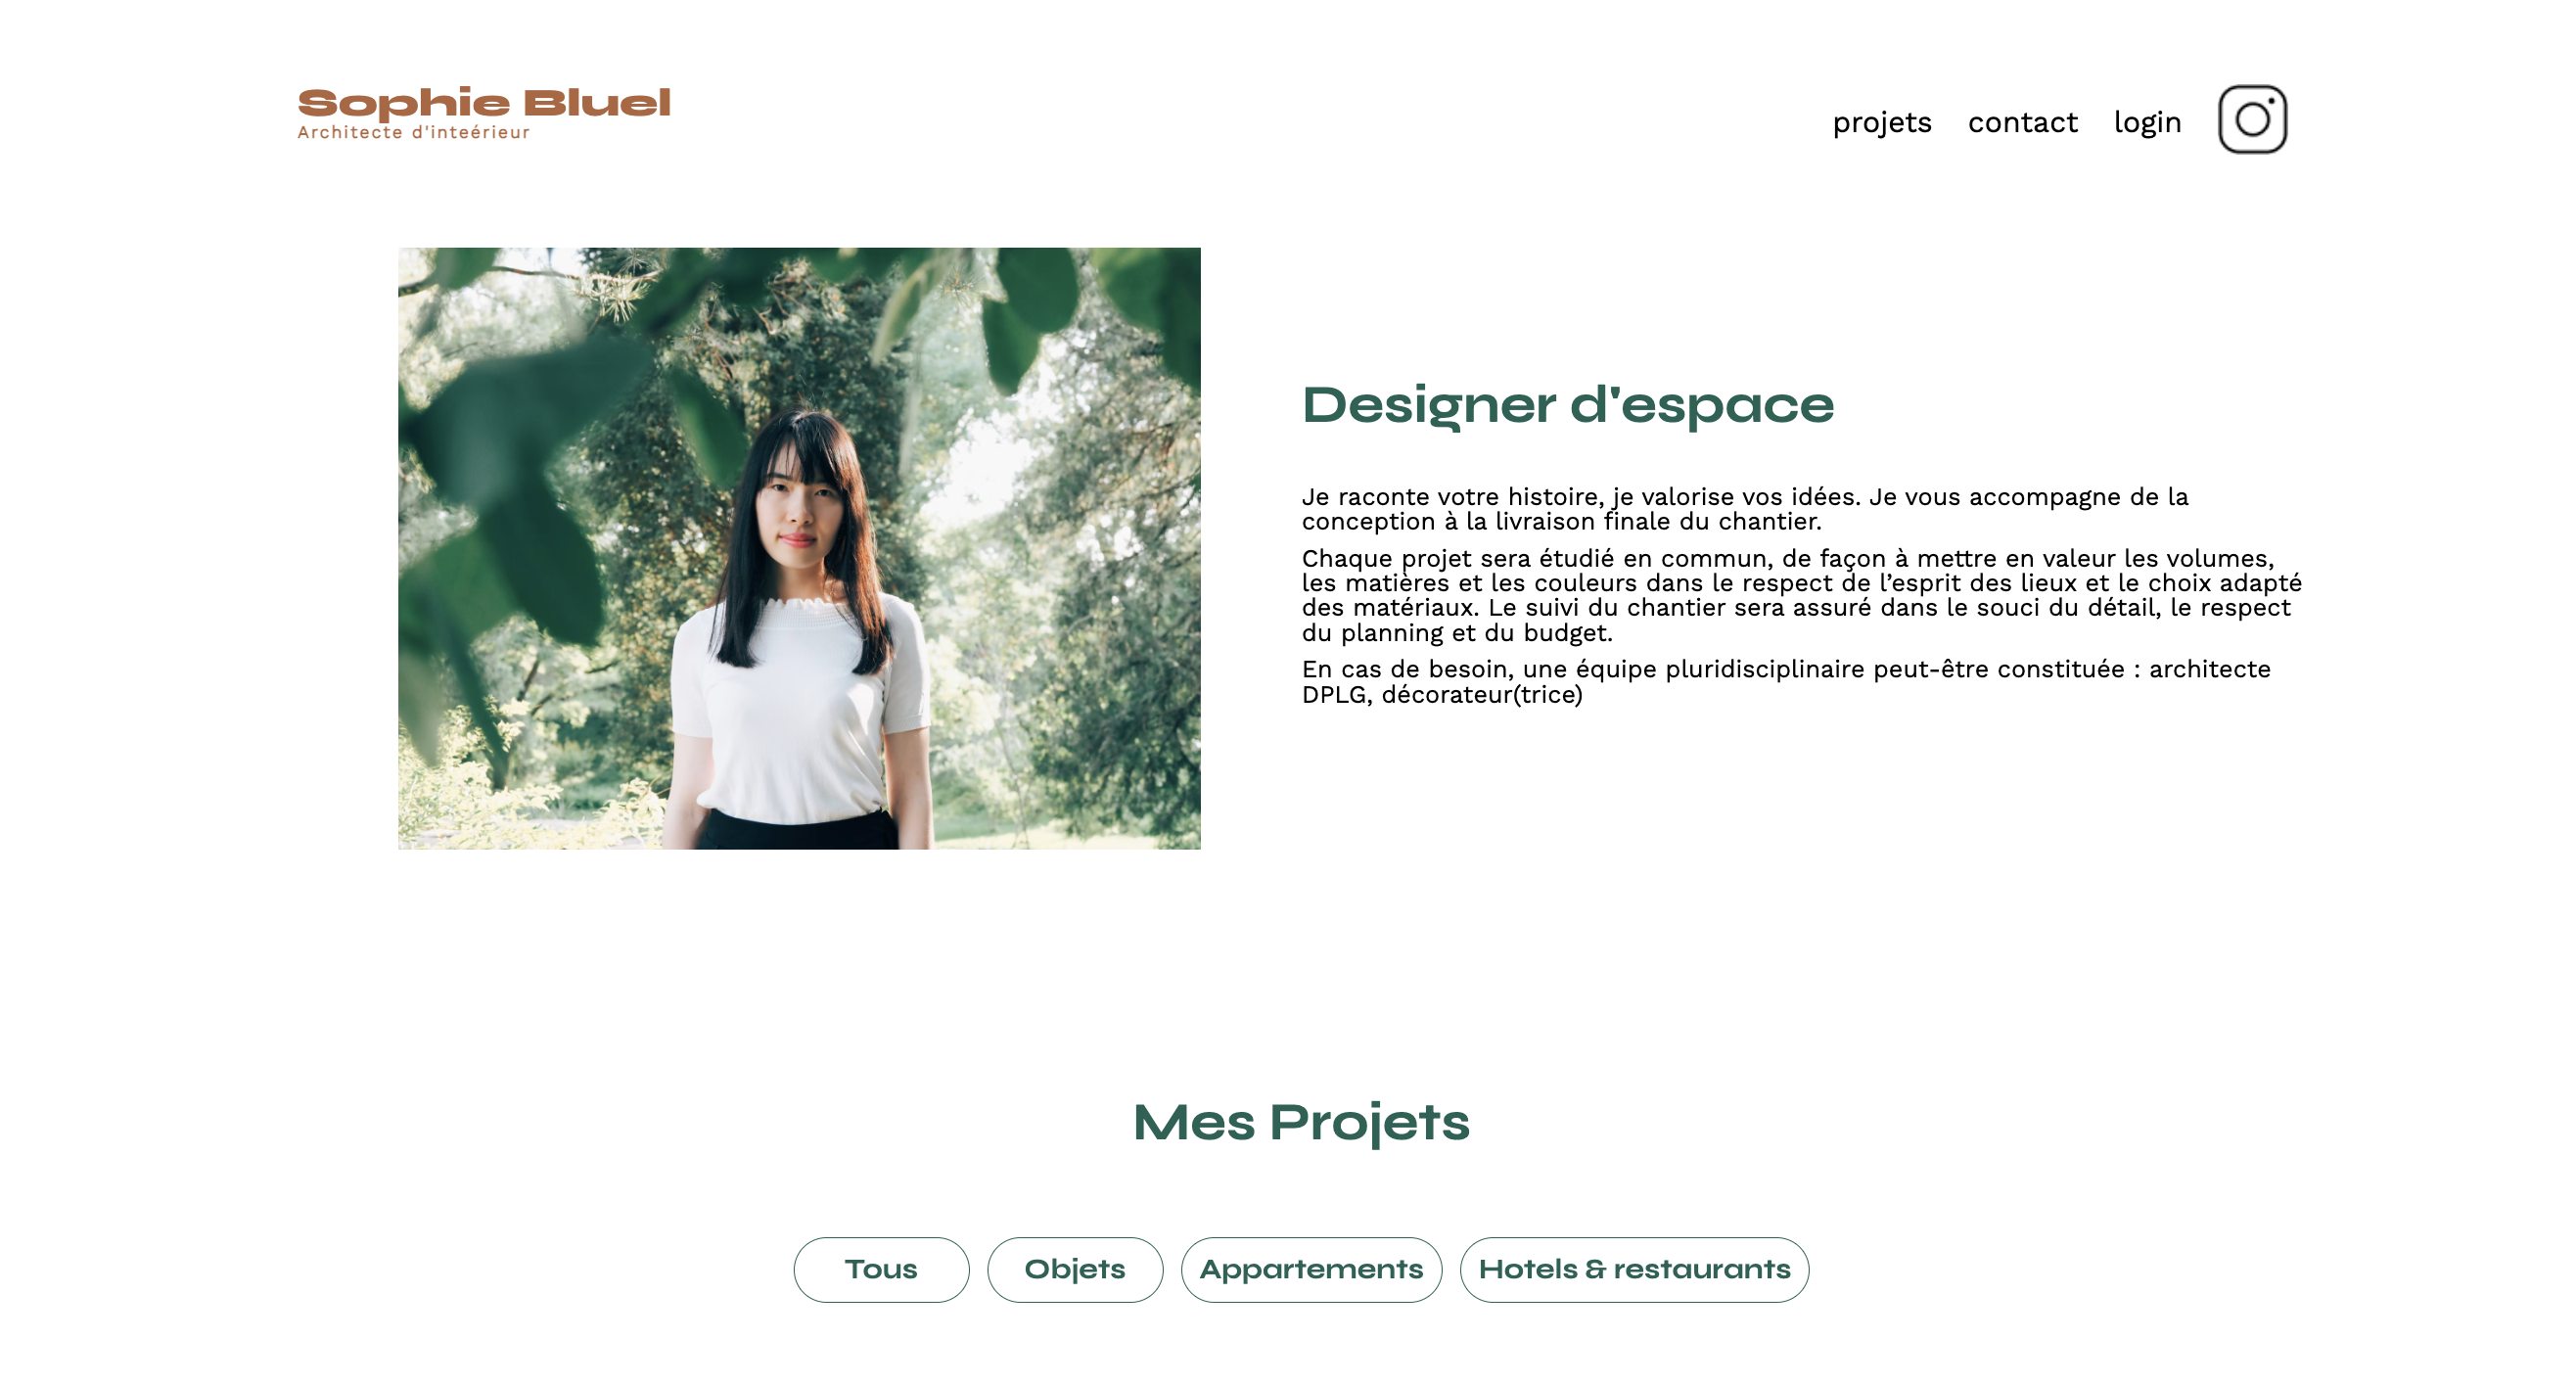 Sophie Bluel
Architecte d'inteérieur
projets contact login
Designer d'espace
Je raconte votre histoire, je valorise vos idées. Je vous accompagne de la
conception à la livraison finale du chantier.
Chaque projet sera étudié en commun, de façon à mettre en valeur les volumes,
les matières et les couleurs dans le respect de l’esprit des lieux et le choix adapté
des matériaux. Le suivi du chantier sera assuré dans le souci du détail, le respect
du planning et du budget.
En cas de besoin, une équipe pluridisciplinaire peut-être constituée : architecte
DPLG, décorateur(trice)
Mes Projets
Tous Objets Appartements Hotels & restaurants